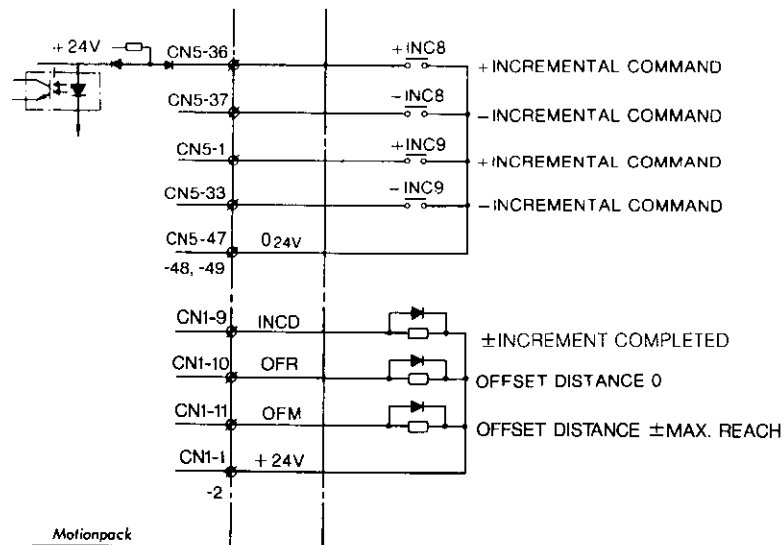 +24V CN5-36 +INC8 +INCREMENTAL COMMAND
CN5-37 -INC8 -INCREMENTAL COMMAND
CN5-1 +INC9 +INCREMENTAL COMMAND
CN5-33 -INC9 -INCREMENTAL COMMAND
CN5-47 024V
-48, -49
CN1-9 INCD ±INCREMENT COMPLETED
CN1-10 OFR OFFSET DISTANCE 0
CN1-11 OFM OFFSET DISTANCE ±MAX. REACH
CN1-1 +24V
-2
Motionpack